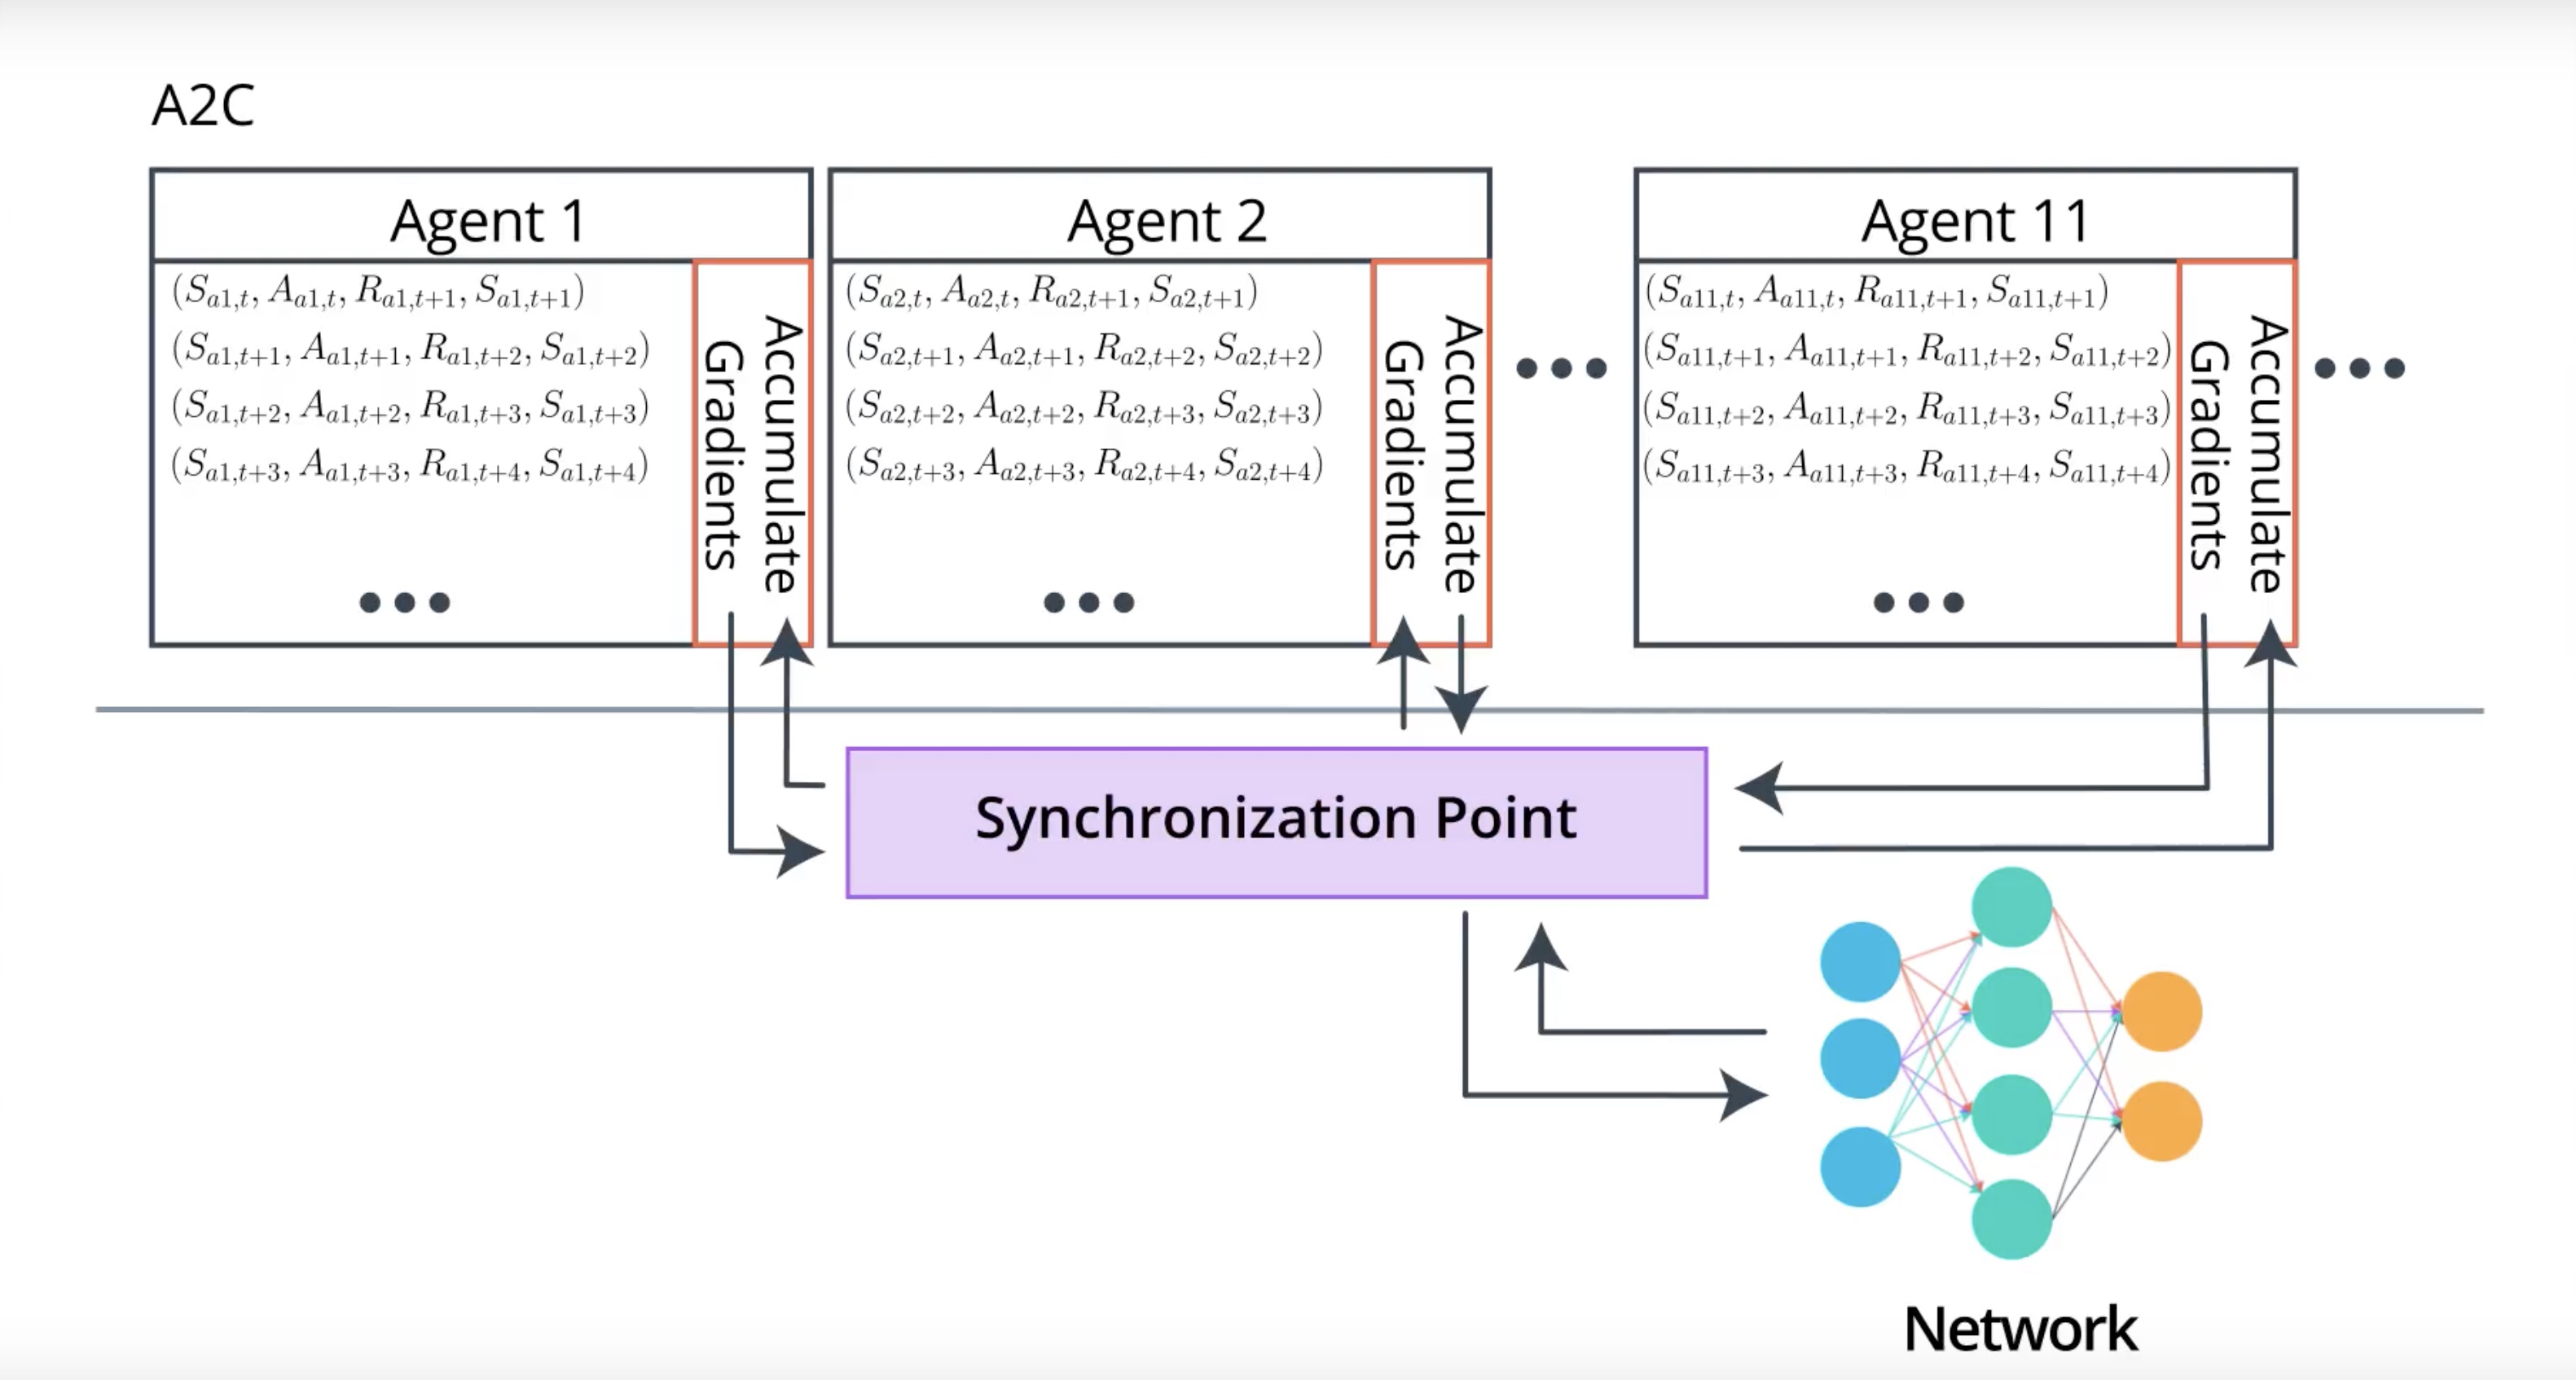 A2C
Agent 1
(S_{a1,t}, A_{a1,t}, R_{a1,t+1}, S_{a1,t+1})
(S_{a1,t+1}, A_{a1,t+1}, R_{a1,t+2}, S_{a1,t+2})
(S_{a1,t+2}, A_{a1,t+2}, R_{a1,t+3}, S_{a1,t+3})
(S_{a1,t+3}, A_{a1,t+3}, R_{a1,t+4}, S_{a1,t+4})
Accumulate
Gradients
Agent 2
(S_{a2,t}, A_{a2,t}, R_{a2,t+1}, S_{a2,t+1})
(S_{a2,t+1}, A_{a2,t+1}, R_{a2,t+2}, S_{a2,t+2})
(S_{a2,t+2}, A_{a2,t+2}, R_{a2,t+3}, S_{a2,t+3})
(S_{a2,t+3}, A_{a2,t+3}, R_{a2,t+4}, S_{a2,t+4})
Accumulate
Gradients
Agent 11
(S_{a11,t}, A_{a11,t}, R_{a11,t+1}, S_{a11,t+1})
(S_{a11,t+1}, A_{a11,t+1}, R_{a11,t+2}, S_{a11,t+2})
(S_{a11,t+2}, A_{a11,t+2}, R_{a11,t+3}, S_{a11,t+3})
(S_{a11,t+3}, A_{a11,t+3}, R_{a11,t+4}, S_{a11,t+4})
Accumulate
Gradients
Synchronization Point
Network